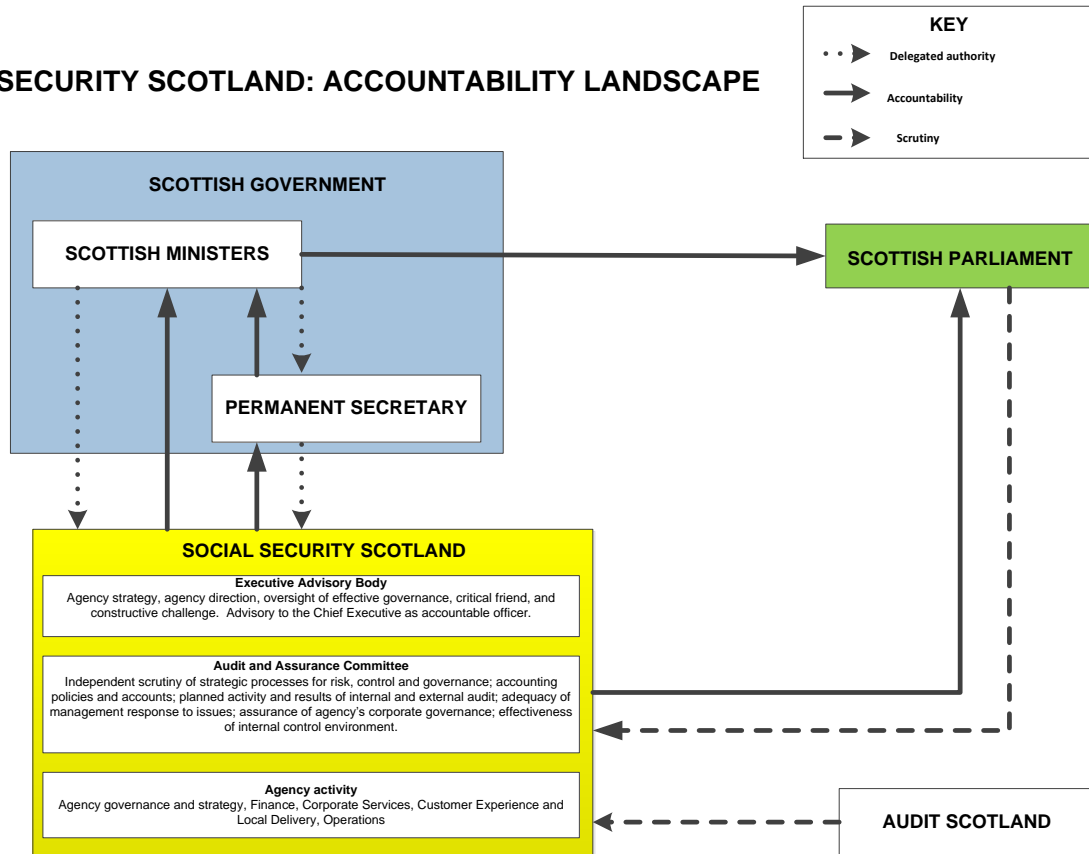 KEY
Delegated authority
Accountability
Scrutiny
SECURITY SCOTLAND: ACCOUNTABILITY LANDSCAPE
SCOTTISH GOVERNMENT
SCOTTISH MINISTERS
SCOTTISH PARLIAMENT
PERMANENT SECRETARY
SOCIAL SECURITY SCOTLAND
Executive Advisory Body
Agency strategy, agency direction, oversight of effective governance, critical friend, and
constructive challenge.  Advisory to the Chief Executive as accountable officer.
Audit and Assurance Committee
Independent scrutiny of strategic processes for risk, control and governance; accounting
policies and accounts; planned activity and results of internal and external audit; adequacy of
management response to issues; assurance of agency’s corporate governance; effectiveness
of internal control environment.
Agency activity
Agency governance and strategy, Finance, Corporate Services, Customer Experience and
Local Delivery, Operations
AUDIT SCOTLAND